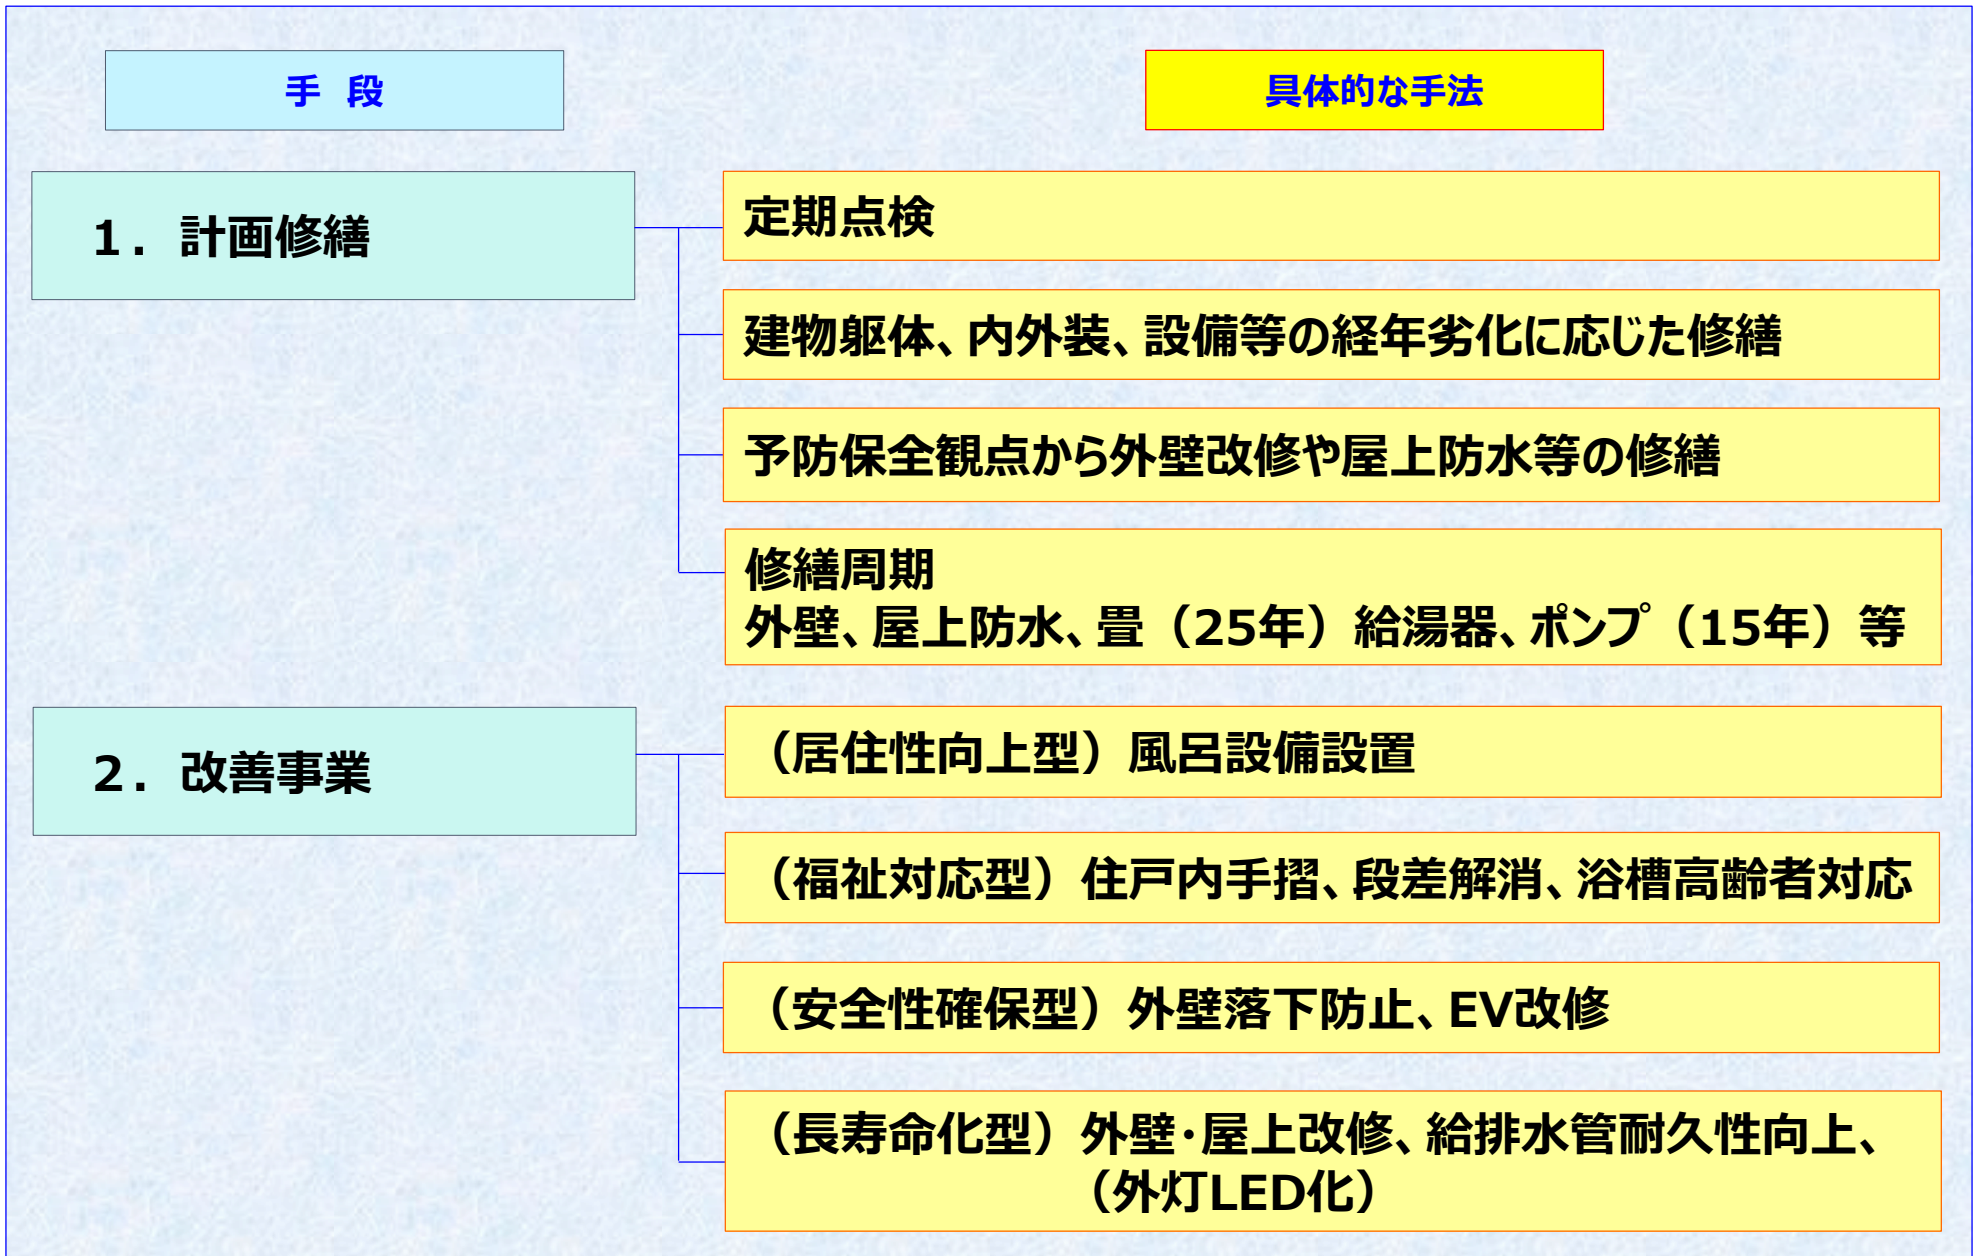 手 段
具体的な手法
１．計画修繕
定期点検
建物躯体、内外装、設備等の経年劣化に応じた修繕
予防保全観点から外壁改修や屋上防水等の修繕
修繕周期
外壁、屋上防水、畳（25年）給湯器、ポンプ（15年）等
２．改善事業
（居住性向上型）風呂設備設置
（福祉対応型）住戸内手摺、段差解消、浴槽高齢者対応
（安全性確保型）外壁落下防止、EV改修
（長寿命化型）外壁・屋上改修、給排水管耐久性向上、
（外灯LED化）